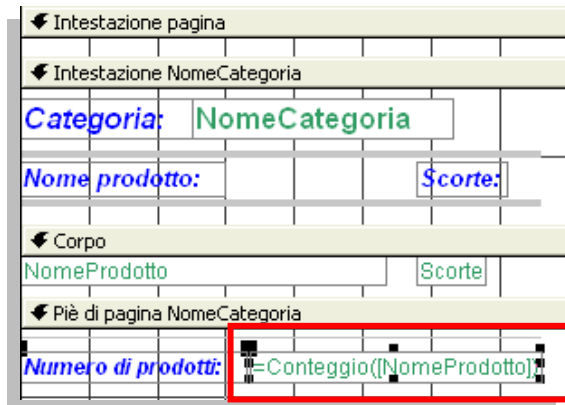 Intestazione pagina
Intestazione NomeCategoria
Categoria: NomeCategoria
Nome prodotto: Scorte:
Corpo
NomeProdotto Scorte
Piè di pagina NomeCategoria
Numero di prodotti: =Conteggio([NomeProdotto])